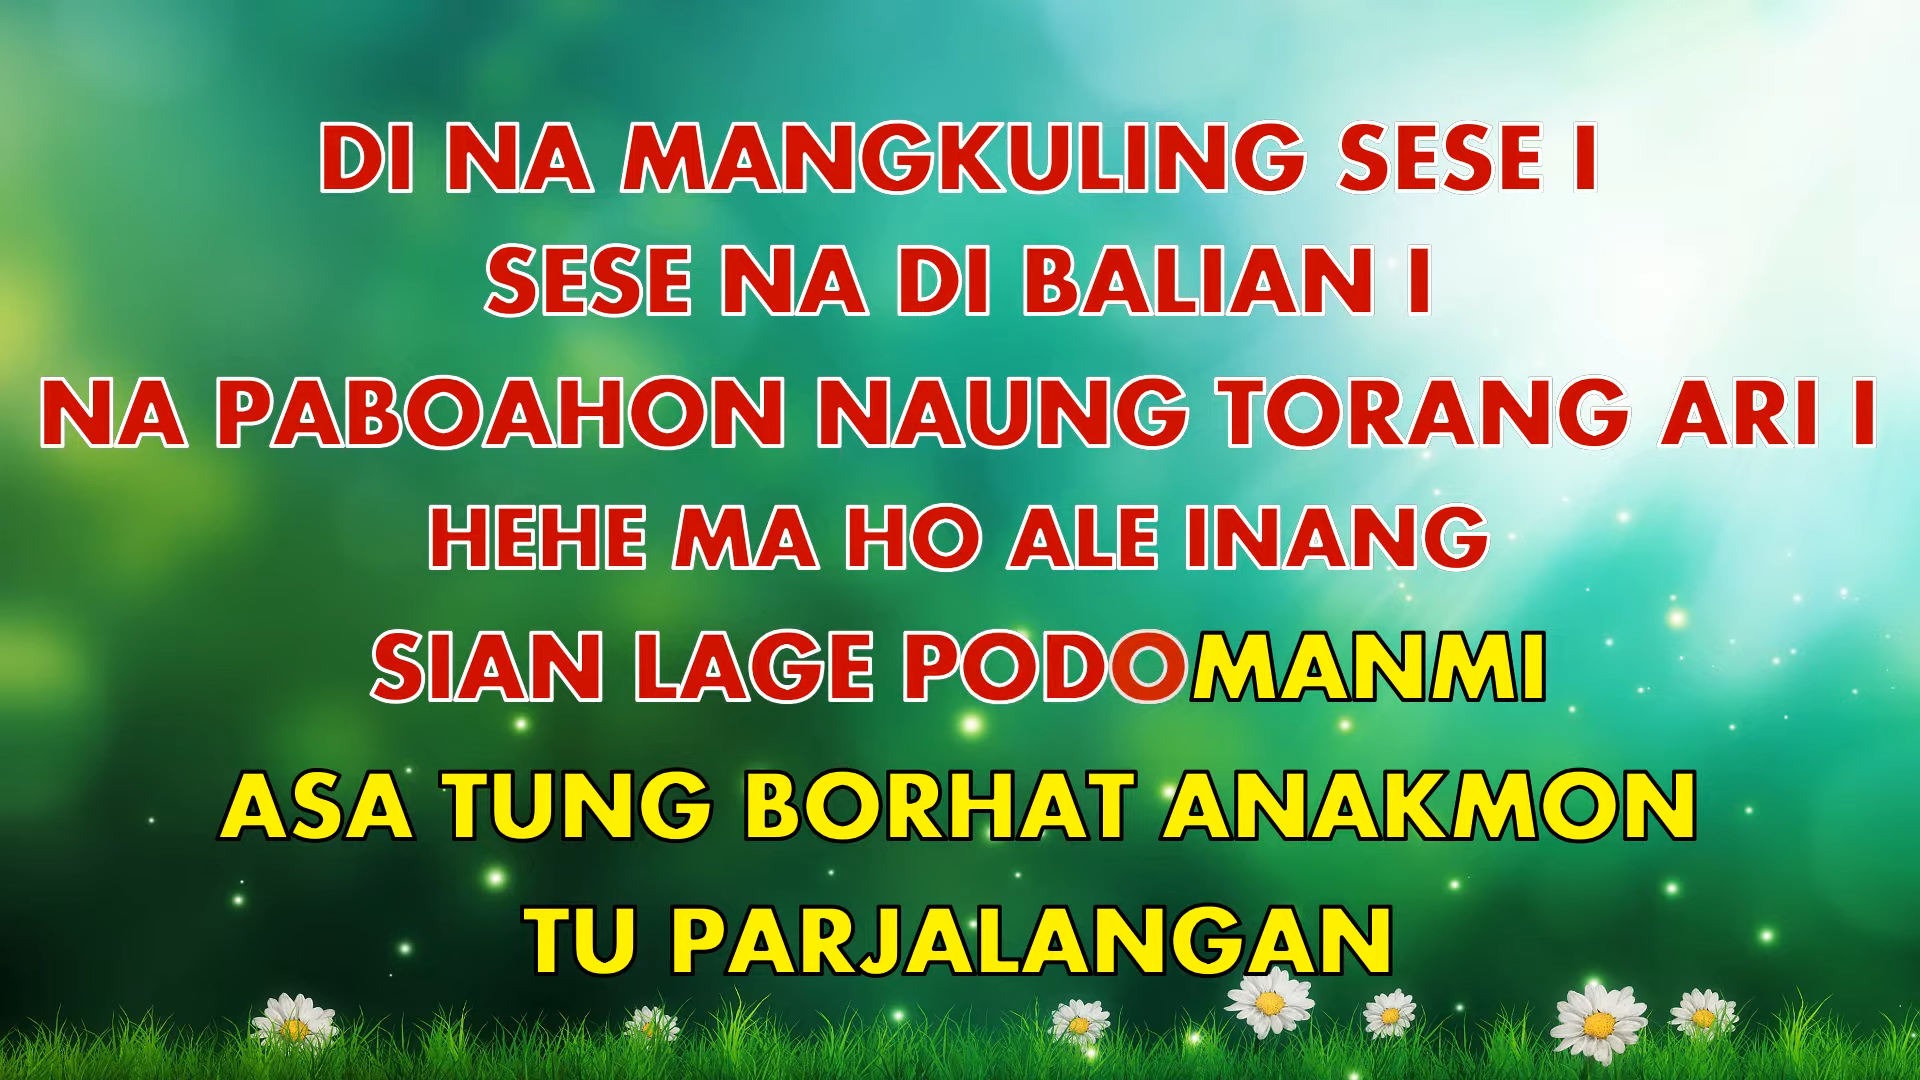 DI NA MANGKULING SESE I
SESE NA DI BALIAN I
NA PABOAHON NAUNG TORANG ARI I
HEHE MA HO ALE INANG
SIAN LAGE PODOMANMI
ASA TUNG BORHAT ANAKMON
TU PARJALANGAN